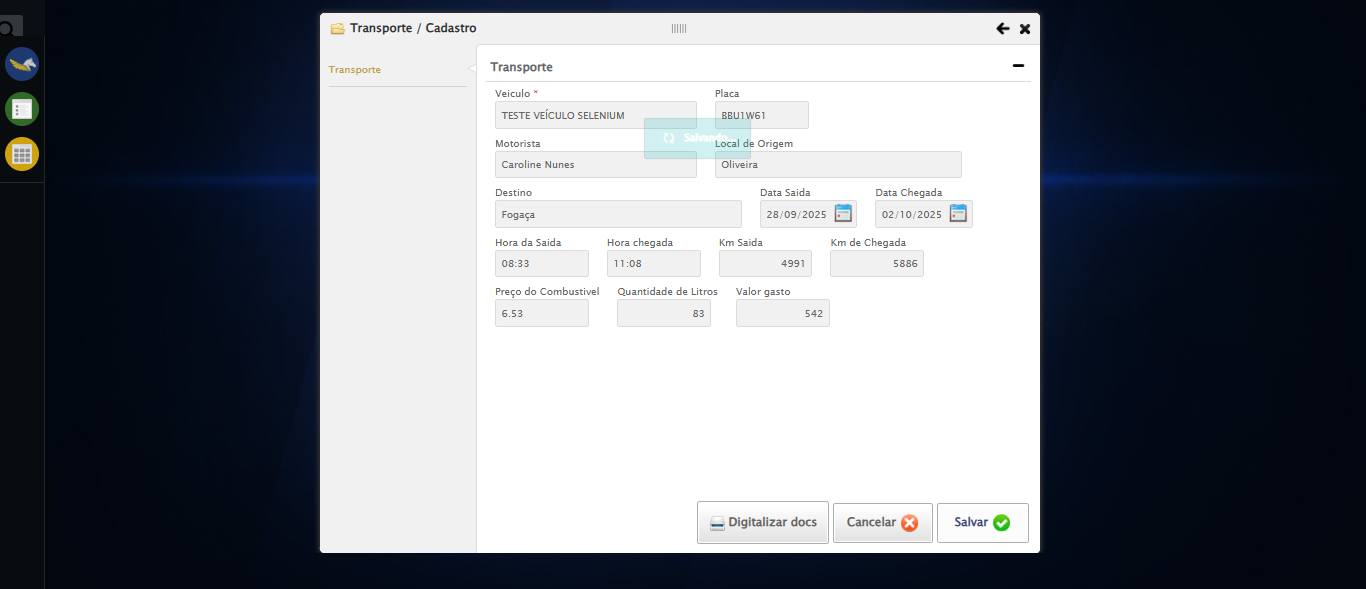 Transporte / Cadastro
Transporte
Transporte
Veiculo *
Placa
TESTE VEÍCULO SELENIUM
BBU1W61
Salvando...
Motorista
Local de Origem
Caroline Nunes
Oliveira
Destino
Data Saida
Data Chegada
Fogaça
28/09/2025
02/10/2025
Hora da Saida
Hora chegada
Km Saida
Km de Chegada
08:33
11:08
4991
5886
Preço do Combustivel
Quantidade de Litros
Valor gasto
6.53
83
542
Digitalizar docs
Cancelar
Salvar